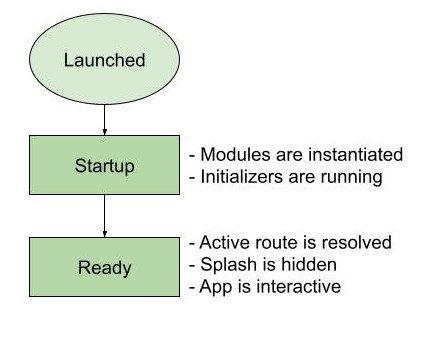 Launched
Startup
- Modules are instantiated
- Initializers are running
Ready
- Active route is resolved
- Splash is hidden
- App is interactive